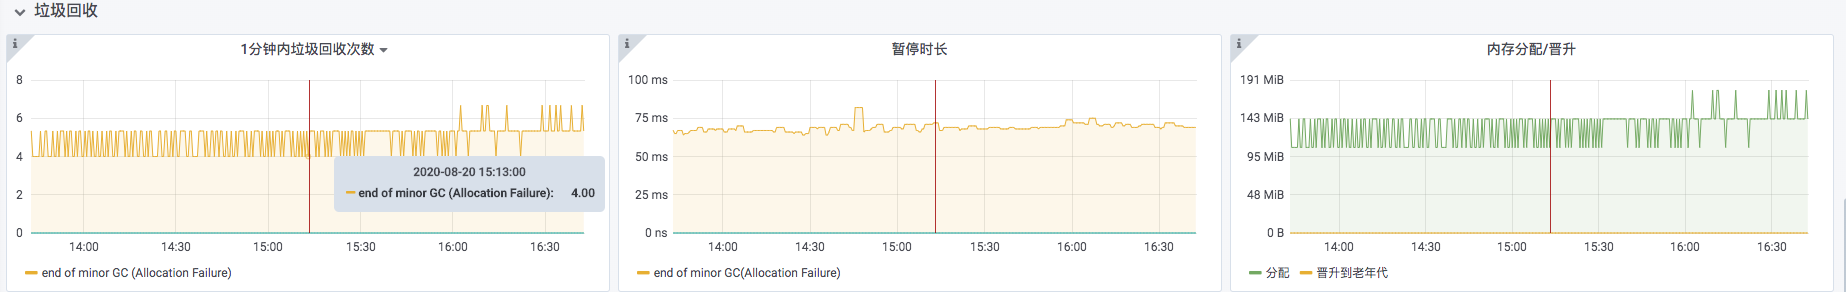 垃圾回收
1分钟内垃圾回收次数
8
6
4
2
0
14:00 14:30 15:00 15:30 16:00 16:30
2020-08-20 15:13:00
end of minor GC (Allocation Failure): 4.00
end of minor GC (Allocation Failure)
暂停时长
100 ms
75 ms
50 ms
25 ms
0 ns
14:00 14:30 15:00 15:30 16:00 16:30
end of minor GC(Allocation Failure)
内存分配/晋升
191 MiB
143 MiB
95 MiB
48 MiB
0 B
14:00 14:30 15:00 15:30 16:00 16:30
分配 晋升到老年代